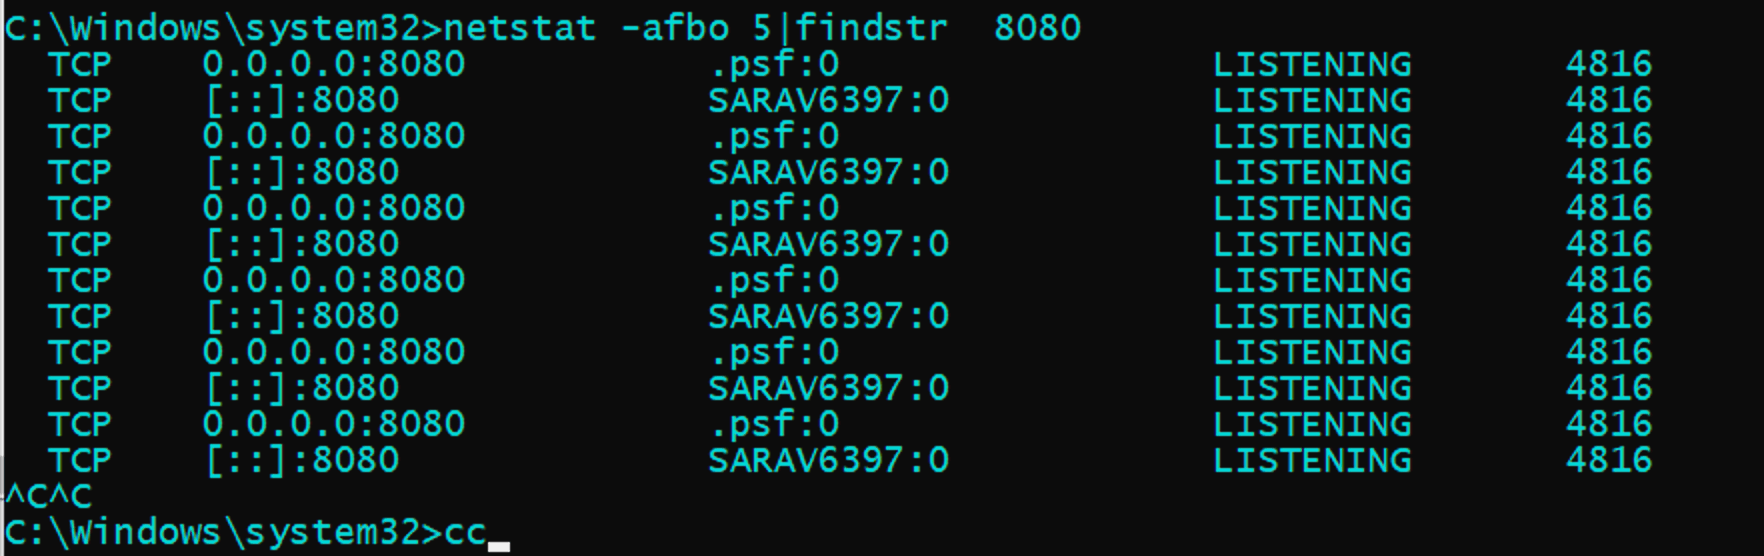 C:\Windows\system32>netstat -afbo 5|findstr  8080
  TCP    0.0.0.0:8080           .psf:0                 LISTENING       4816
  TCP    [::]:8080              SARAV6397:0            LISTENING       4816
  TCP    0.0.0.0:8080           .psf:0                 LISTENING       4816
  TCP    [::]:8080              SARAV6397:0            LISTENING       4816
  TCP    0.0.0.0:8080           .psf:0                 LISTENING       4816
  TCP    [::]:8080              SARAV6397:0            LISTENING       4816
  TCP    0.0.0.0:8080           .psf:0                 LISTENING       4816
  TCP    [::]:8080              SARAV6397:0            LISTENING       4816
  TCP    0.0.0.0:8080           .psf:0                 LISTENING       4816
  TCP    [::]:8080              SARAV6397:0            LISTENING       4816
  TCP    0.0.0.0:8080           .psf:0                 LISTENING       4816
  TCP    [::]:8080              SARAV6397:0            LISTENING       4816
^C^C
C:\Windows\system32>cc